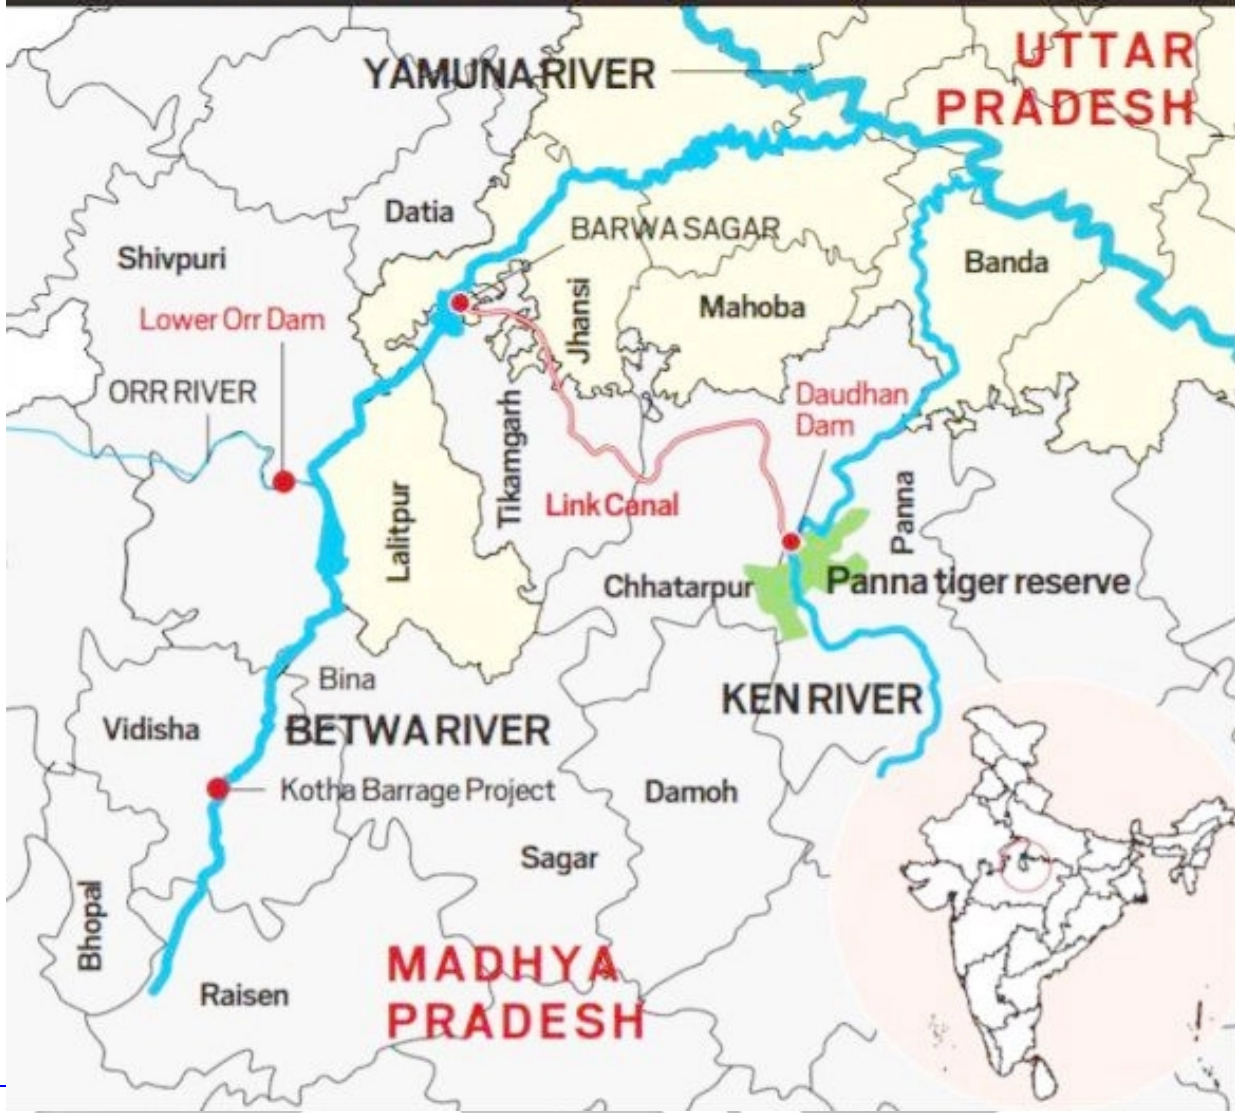 YAMUNA RIVER
UTTAR
PRADESH
Datia
BARWA SAGAR
Shivpuri
Banda
Jhansi
Mahoba
Lower Orr Dam
ORR RIVER
Daudhan
Dam
Tikamgarh
Link Canal
Lalitpur
Panna
Chhatarpur
Panna tiger reserve
Bina
KEN RIVER
Vidisha
BETWA RIVER
Kotha Barrage Project
Damoh
Sagar
Bhopal
MADHYA
PRADESH
Raisen